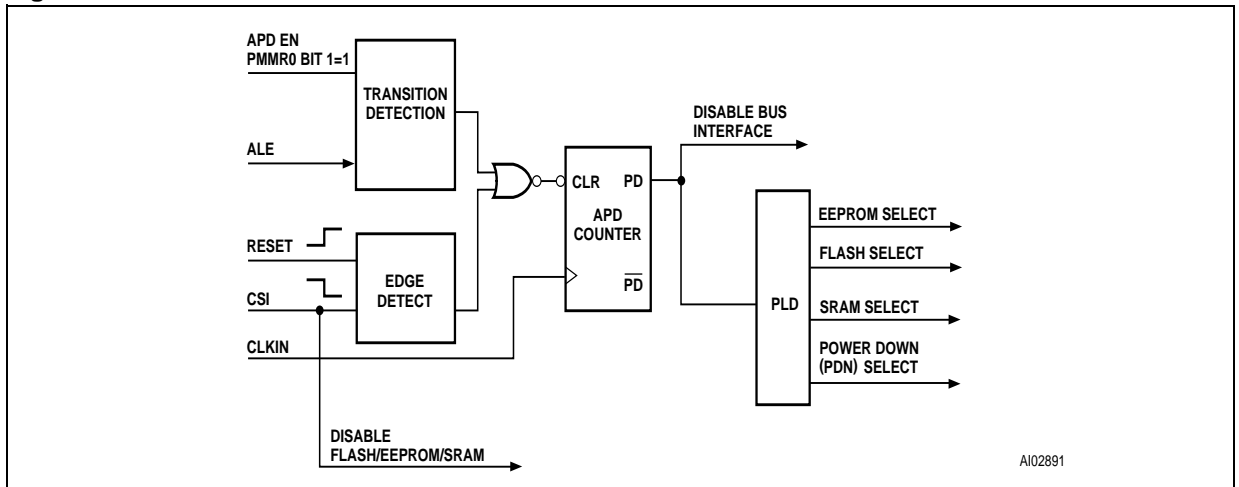 APD EN
PMMR0 BIT 1=1
TRANSITION
DETECTION
ALE
DISABLE BUS
INTERFACE
CLR PD
APD
COUNTER
PD
EEPROM SELECT
FLASH SELECT
SRAM SELECT
POWER DOWN
(PDN) SELECT
PLD
RESET
EDGE
DETECT
CSI
CLKIN
DISABLE
FLASH/EEPROM/SRAM
AI02891